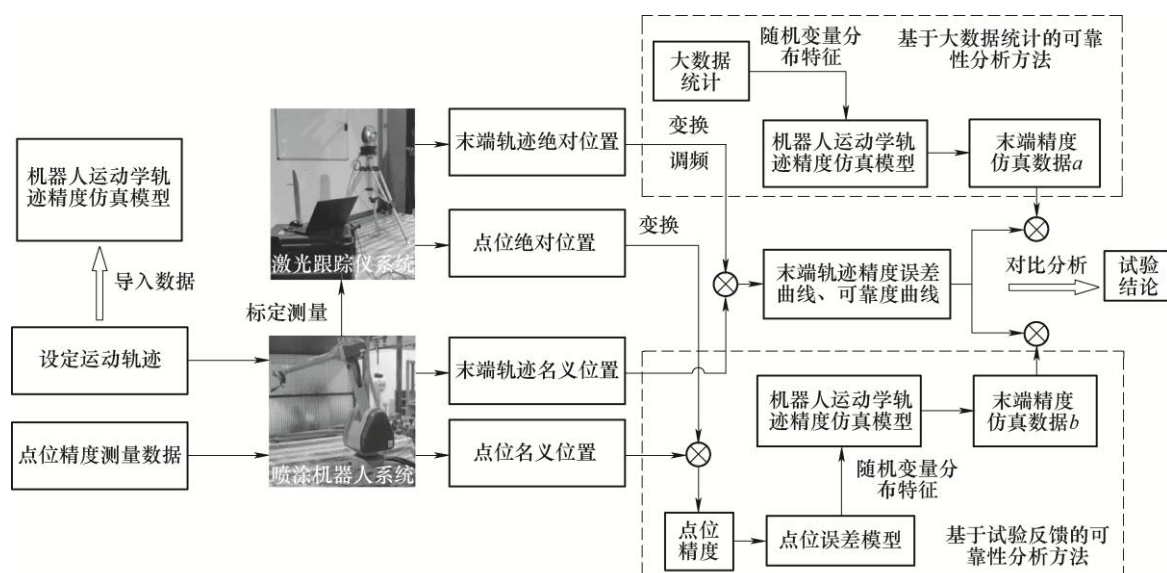 机器人运动学轨
迹精度仿真模型
导入数据
设定运动轨迹
点位精度测量数据
激光跟踪仪系统
标定测量
喷涂机器人系统
末端轨迹绝对位置
点位绝对位置
末端轨迹名义位置
点位名义位置
变换
调频
变换
大数据
统计
随机变量分
布特征
基于大数据统计的可靠
性分析方法
机器人运动学轨
迹精度仿真模型
末端精度
仿真数据a
末端轨迹精度误差
曲线、可靠度曲线
对比分析
试验
结论
机器人运动学轨
迹精度仿真模型
末端精度
仿真数据b
随机变量分
布特征
点位
精度
点位误差模型
基于试验反馈的可
靠性分析方法